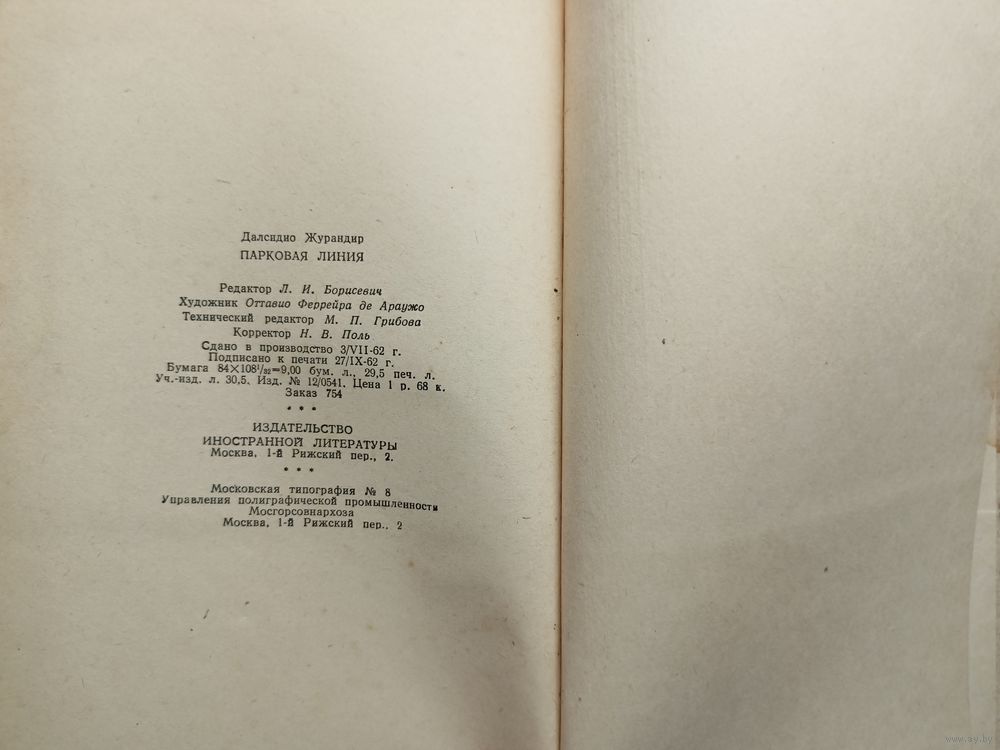 Далсидио Журандир
ПАРКОВАЯ ЛИНИЯ
Редактор Л. И. Борисевич
Художник Оттавио Феррейра де Араужо
Технический редактор М. П. Грибова
Корректор Н. В. Поль
Сдано в производство 3/VII-62 г.
Подписано к печати 27/IX-62 г.
Бумага 84×108¹/₃₂=9,00 бум. л., 29,5 печ. л.
Уч.-изд. л. 30,5. Изд. № 12/0541. Цена 1 р. 68 к.
Заказ 754
* * *
ИЗДАТЕЛЬСТВО
ИНОСТРАННОЙ ЛИТЕРАТУРЫ
Москва, 1-й Рижский пер., 2.
* * *
Московская типография № 8
Управления полиграфической промышленности
Мосгорсовнархоза
Москва, 1-й Рижский пер., 2
www.ay.by